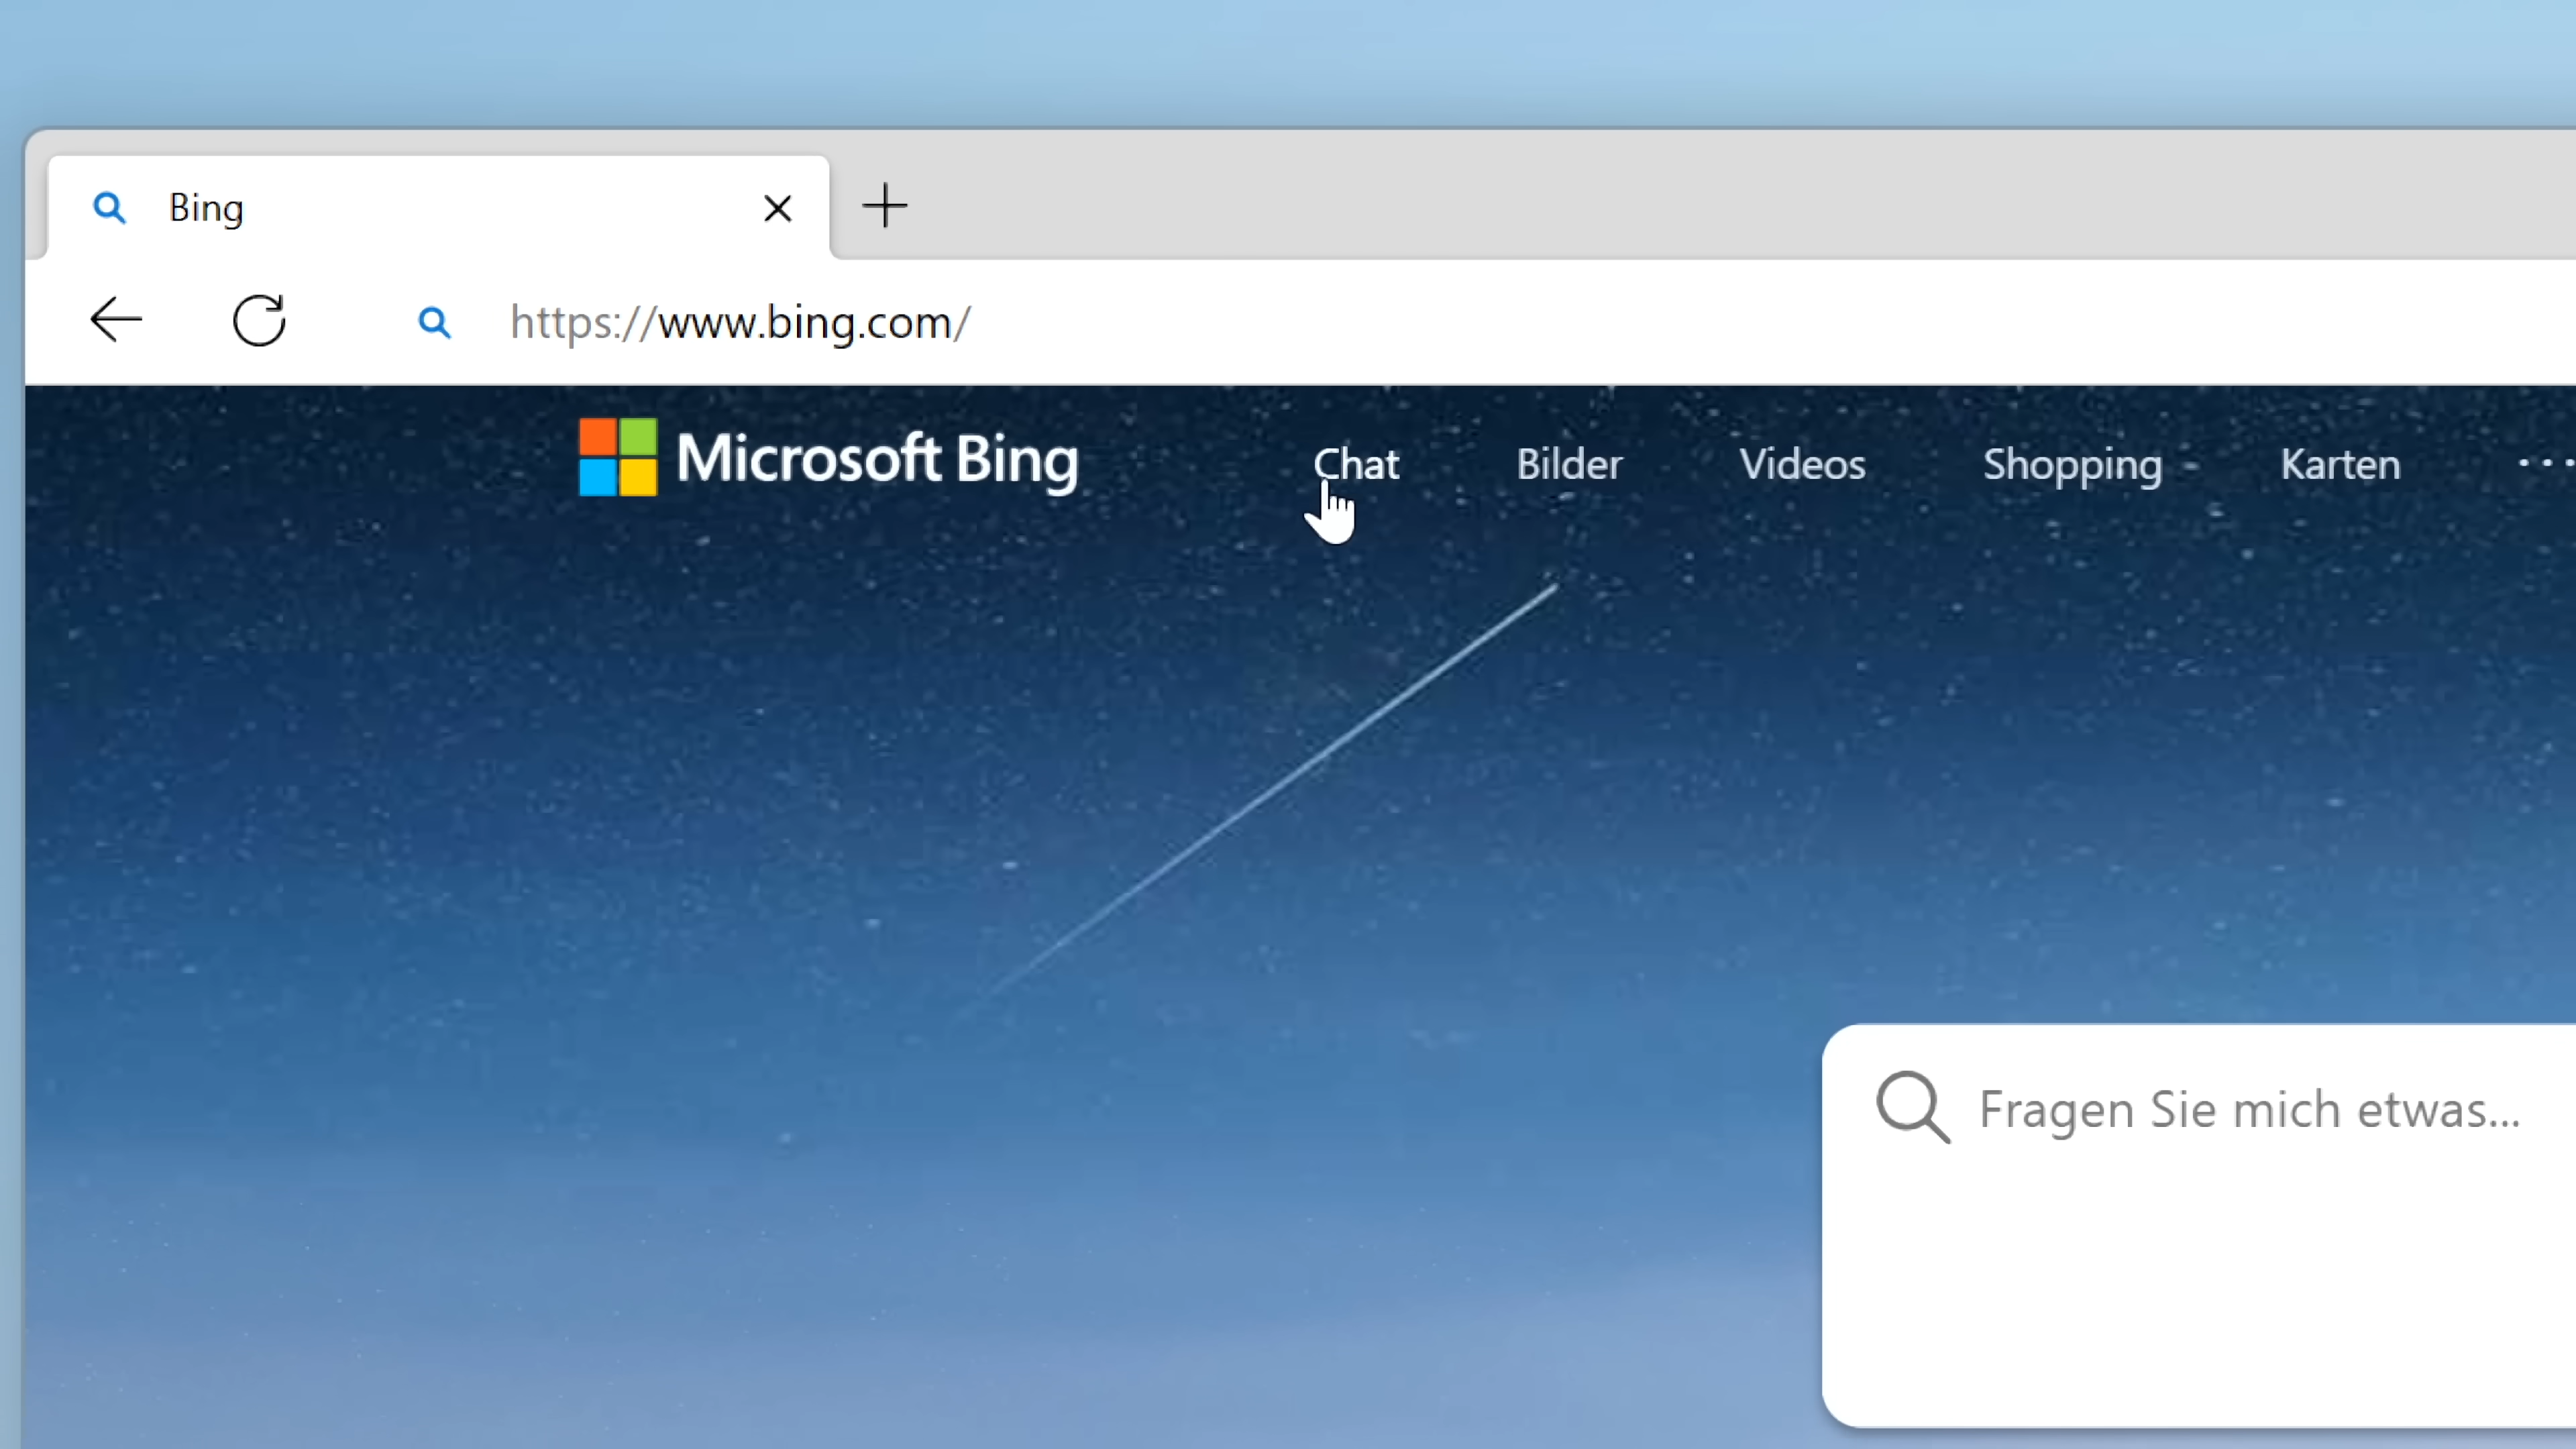 Bing
https://www.bing.com/
Microsoft Bing Chat Bilder Videos Shopping Karten ...
Fragen Sie mich etwas...